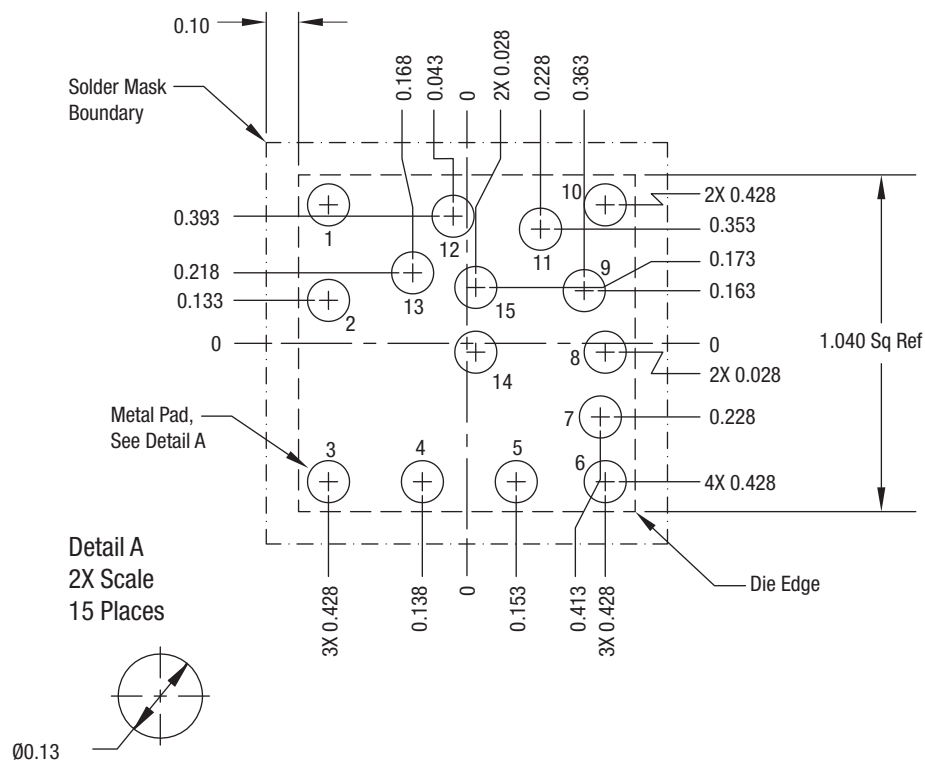 0.10
Solder Mask
Boundary
0.168
0.043
0
2X 0.028
0.228
0.363
0.393
0.218
0.133
0
2X 0.428
0.353
0.173
0.163
0
2X 0.028
0.228
4X 0.428
1.040 Sq Ref
1
2
3
4
5
6
7
8
9
10
11
12
13
14
15
Metal Pad,
See Detail A
3X 0.428
0.138
0
0.153
0.413
3X 0.428
Die Edge
Detail A
2X Scale
15 Places
Ø0.13